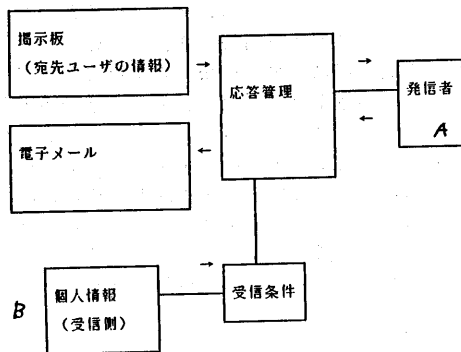 掲示板
(宛先ユーザの情報)
応答管理
発信者
A
電子メール
B
個人情報
(受信側)
受信条件